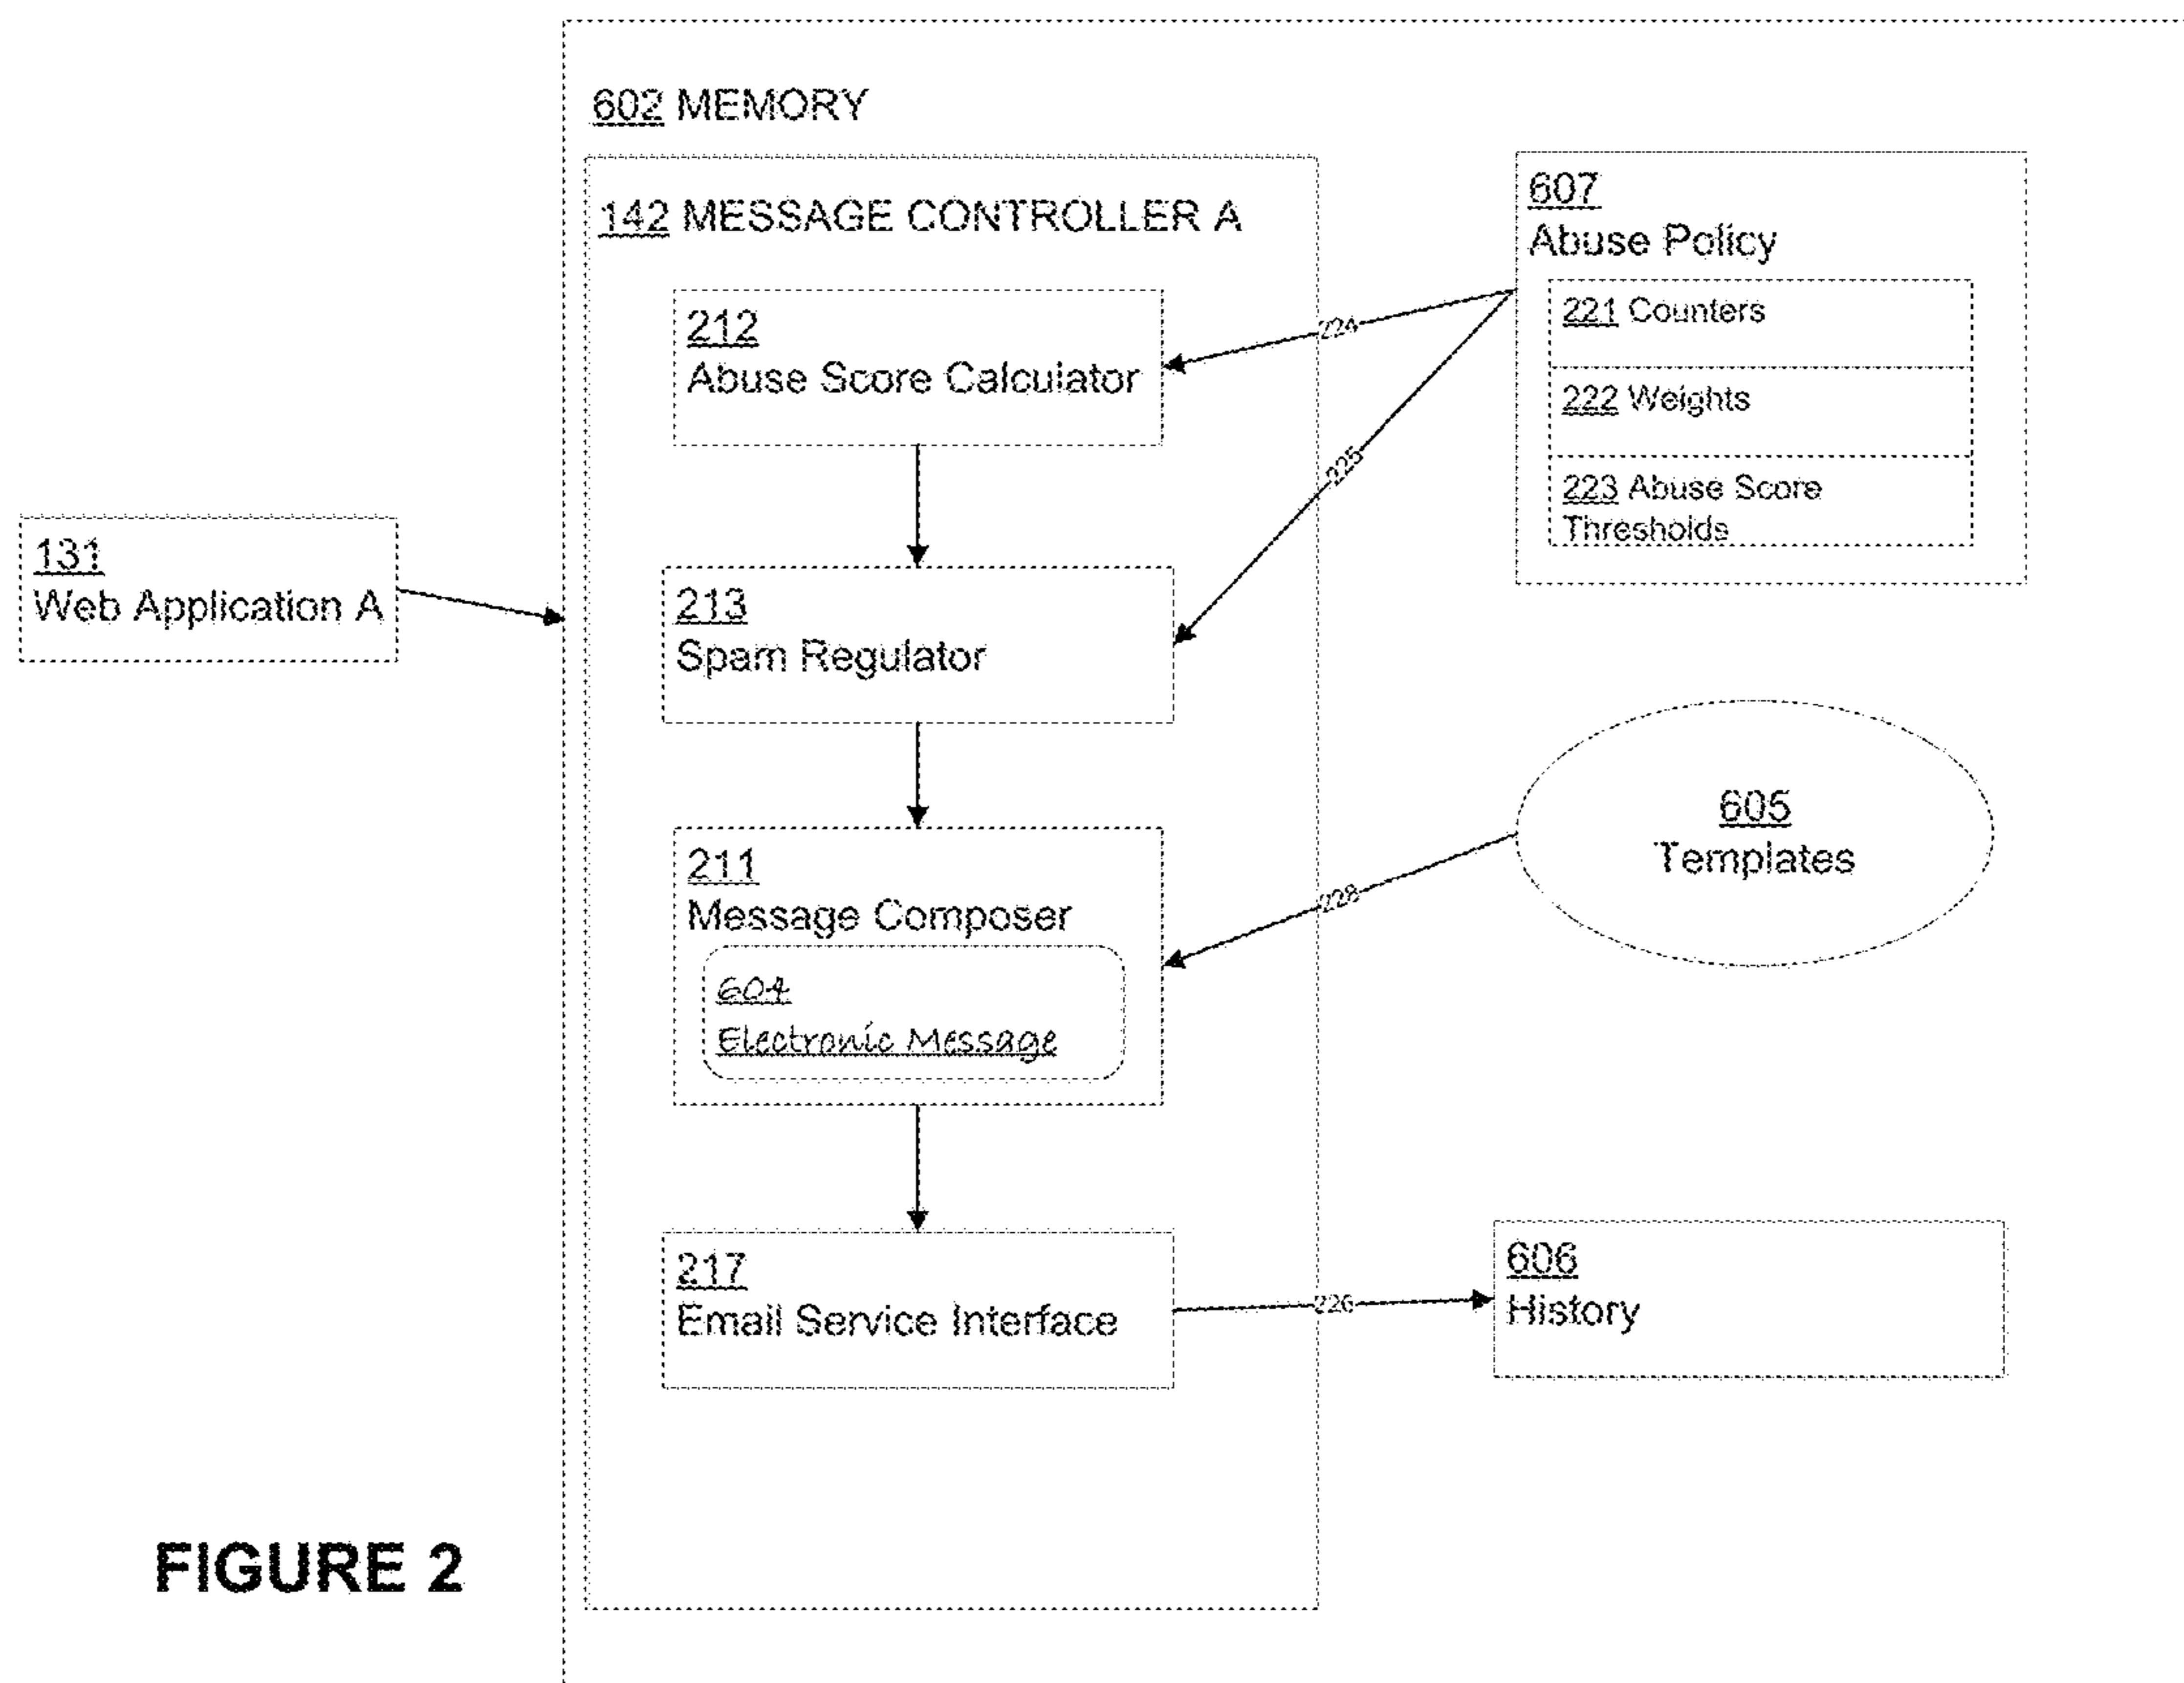 602 MEMORY
142 MESSAGE CONTROLLER A
607
Abuse Policy
221 Counters
222 Weights
223 Abuse Score
Thresholds
212
Abuse Score Calculator
224
225
131
Web Application A
213
Spam Regulator
605
Templates
211
Message Composer
228
604
Electronic Message
217
Email Service Interface
226
606
History
FIGURE 2